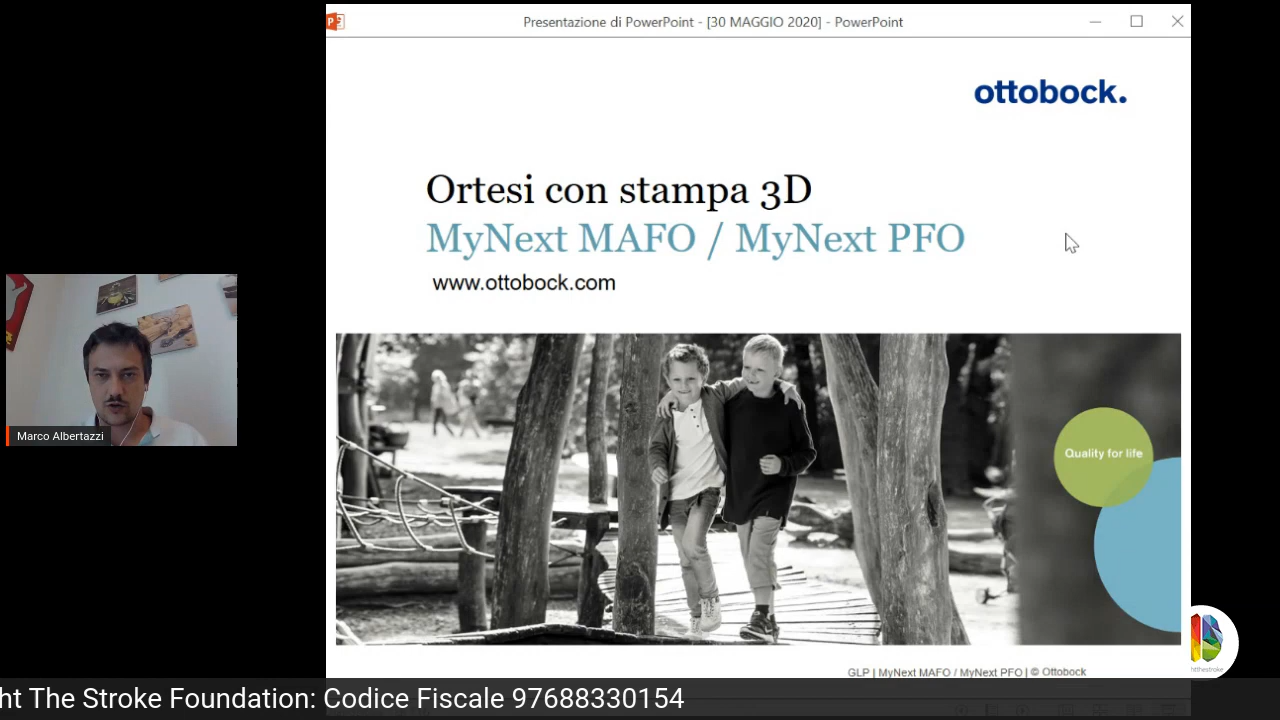 Presentazione di PowerPoint - [30 MAGGIO 2020] - PowerPoint
ottobock.
Ortesi con stampa 3D
MyNext MAFO / MyNext PFO
www.ottobock.com
Marco Albertazzi
Quality for life
GLP | MyNext MAFO / MyNext PFO | © Ottobock
htthestroke
ht The Stroke Foundation: Codice Fiscale 97688330154